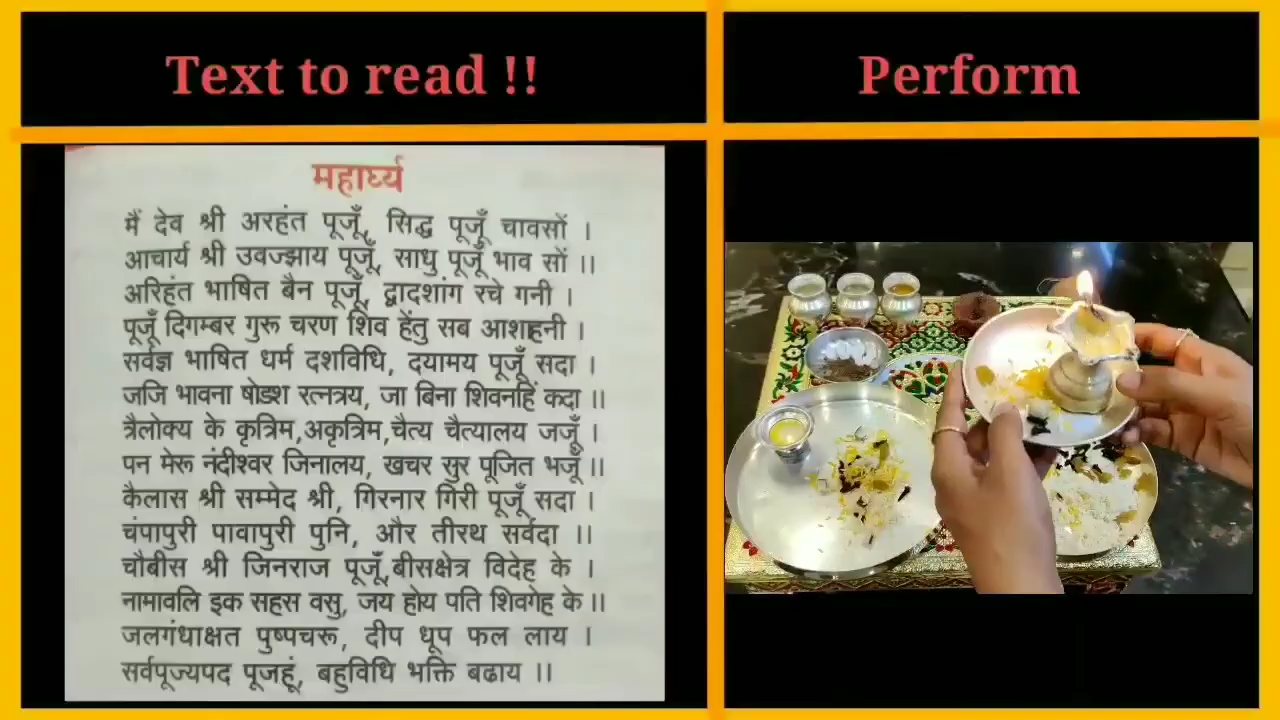 Text to read !!
Perform
महार्घ्य
मैं देव श्री अरहंत पूजूँ, सिद्ध पूजूँ चावसों ।
आचार्य श्री उवज्झाय पूजूँ, साधु पूजूँ भाव सों ।।
अरिहंत भाषित बैन पूजूँ, द्वादशांग रचे गनी ।
पूजूँ दिगम्बर गुरू चरण शिव हेंतु सब आशाहनी ।
सर्वज्ञ भाषित धर्म दशविधि, दयामय पूजूँ सदा ।
जजि भावना षोडश रत्नत्रय, जा बिना शिवनहिं कदा ।।
त्रैलोक्य के कृत्रिम,अकृत्रिम,चैत्य चैत्यालय जजूँ ।
पन मेरू नंदीश्वर जिनालय, खचर सुर पूजित भजूँ ।।
कैलास श्री सम्मेद श्री, गिरनार गिरी पूजूँ सदा ।
चंपापुरी पावापुरी पुनि, और तीरथ सर्वदा ।।
चौबीस श्री जिनराज पूजूँ,बीसक्षेत्र विदेह के ।
नामावलि इक सहस वसु, जय होय पति शिवगेह के ।।
जलगंधाक्षत पुष्पचरू, दीप धूप फल लाय ।
सर्वपूज्यपद पूजहूं, बहुविधि भक्ति बढाय ।।